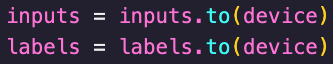 inputs = inputs.to(device)
labels = labels.to(device)